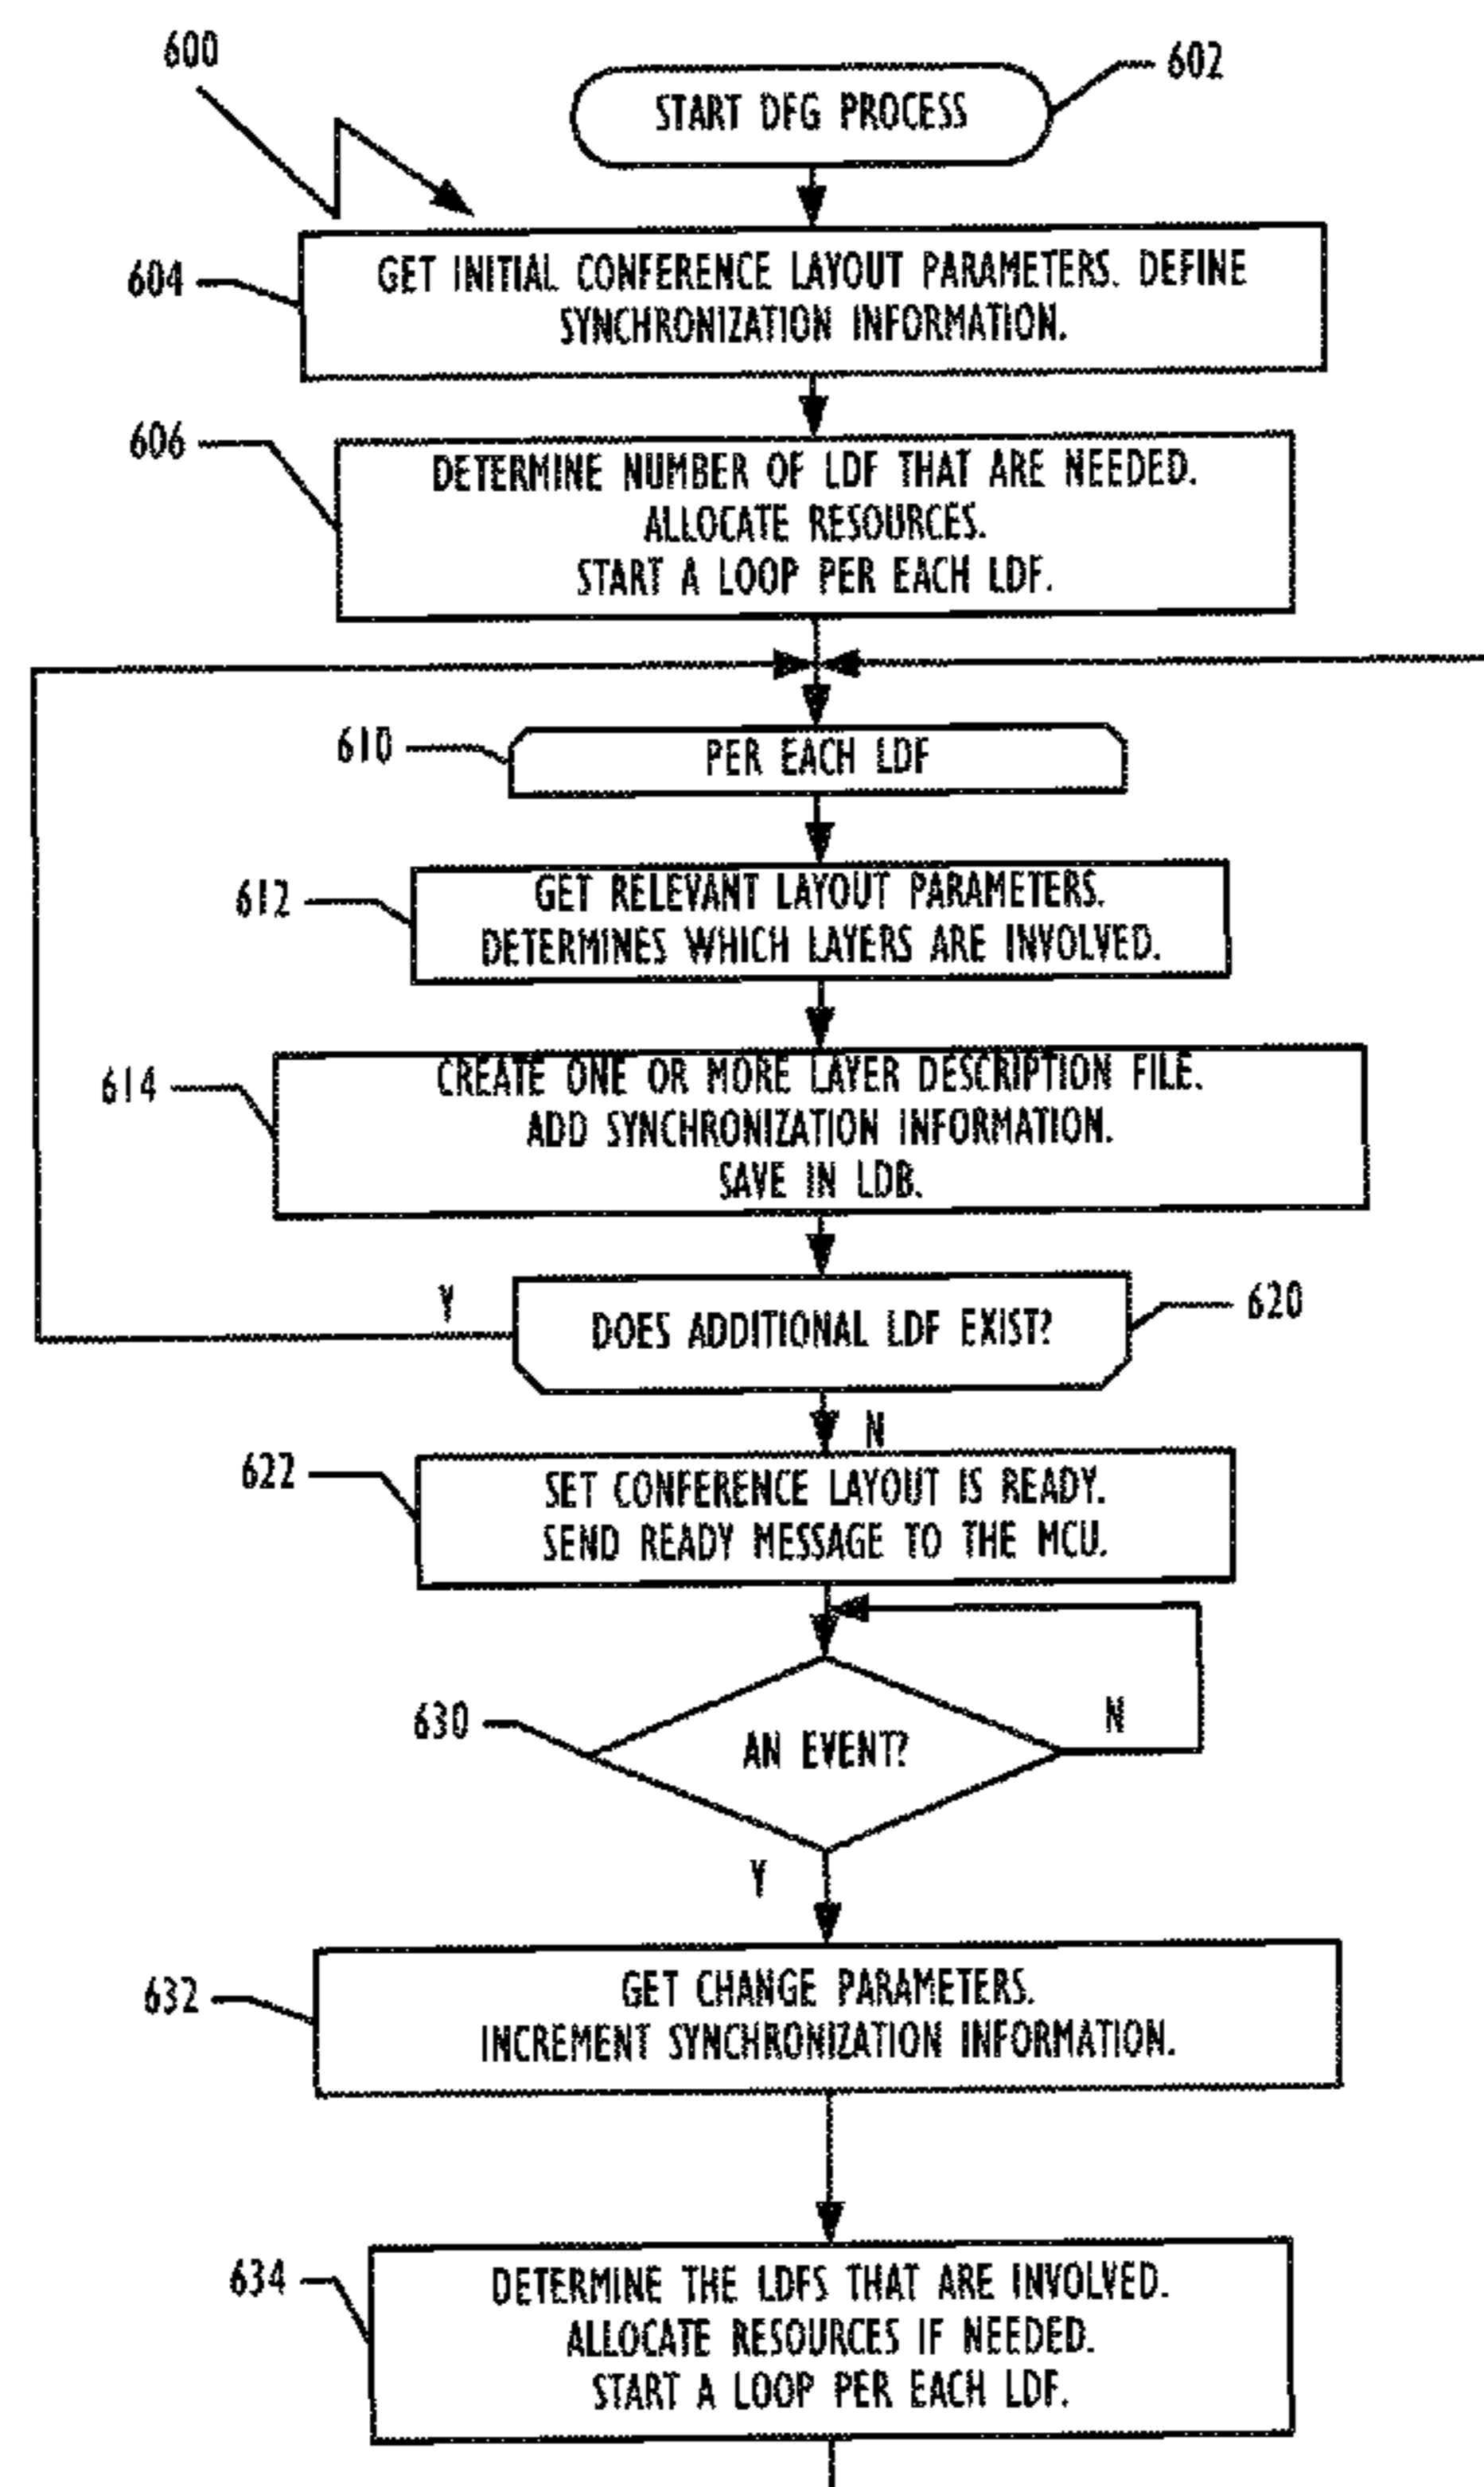 600
START DFG PROCESS
602
604
GET INITIAL CONFERENCE LAYOUT PARAMETERS. DEFINE
SYNCHRONIZATION INFORMATION.
606
DETERMINE NUMBER OF LDF THAT ARE NEEDED.
ALLOCATE RESOURCES.
START A LOOP PER EACH LDF.
610
PER EACH LDF
612
GET RELEVANT LAYOUT PARAMETERS.
DETERMINES WHICH LAYERS ARE INVOLVED.
614
CREATE ONE OR MORE LAYER DESCRIPTION FILE.
ADD SYNCHRONIZATION INFORMATION.
SAVE IN LDB.
Y
DOES ADDITIONAL LDF EXIST?
620
N
622
SET CONFERENCE LAYOUT IS READY.
SEND READY MESSAGE TO THE MCU.
630
AN EVENT?
N
Y
632
GET CHANGE PARAMETERS.
INCREMENT SYNCHRONIZATION INFORMATION.
634
DETERMINE THE LDFS THAT ARE INVOLVED.
ALLOCATE RESOURCES IF NEEDED.
START A LOOP PER EACH LDF.